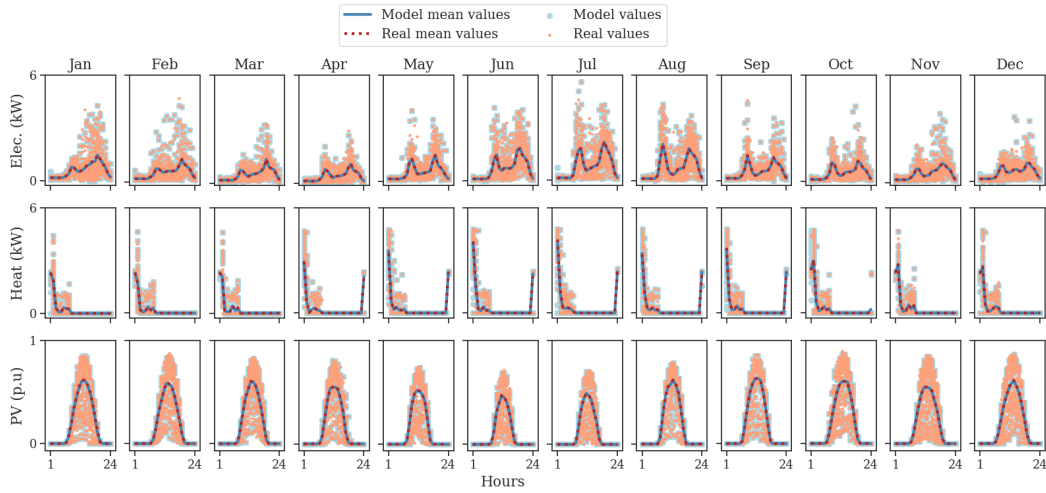 Model mean values
Real mean values
Model values
Real values
Jan Feb Mar Apr May Jun Jul Aug Sep Oct Nov Dec
6
Elec. (kW)
0
6
Heat (kW)
0
1
PV (p.u)
0
1 24 1 24 1 24 1 24 1 24 1 24 1 24 1 24 1 24 1 24 1 24 1 24
Hours